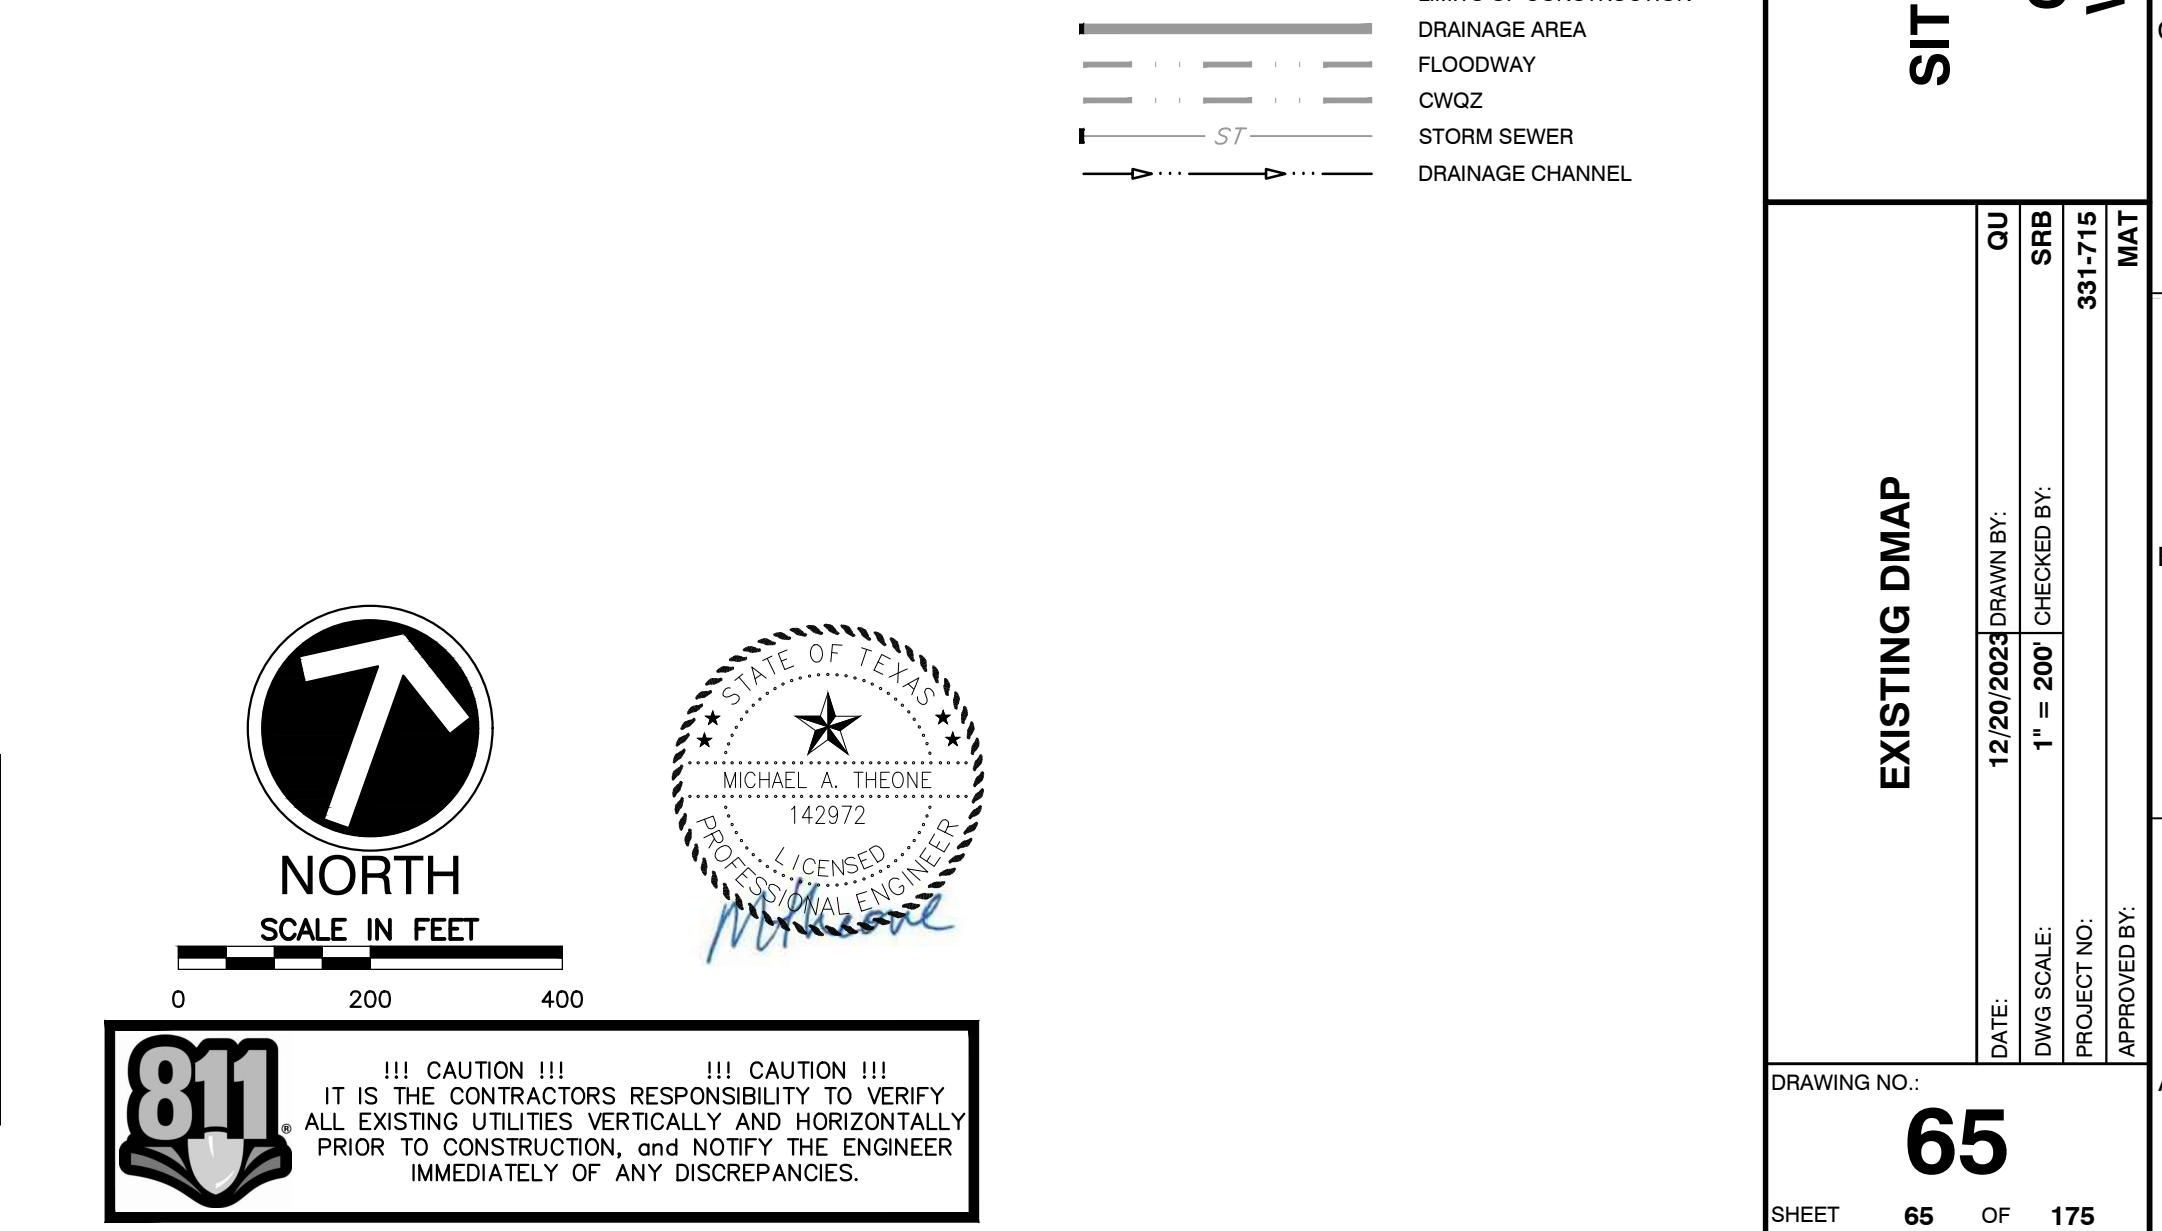 DRAINAGE AREA
FLOODWAY
CWQZ
ST
STORM SEWER
DRAINAGE CHANNEL
NORTH
SCALE IN FEET
0 200 400
STATE OF TEXAS
MICHAEL A. THEONE
142972
LICENSED
PROFESSIONAL ENGINEER
MTheone
811®
!!! CAUTION !!! !!! CAUTION !!!
IT IS THE CONTRACTORS RESPONSIBILITY TO VERIFY
ALL EXISTING UTILITIES VERTICALLY AND HORIZONTALLY
PRIOR TO CONSTRUCTION, and NOTIFY THE ENGINEER
IMMEDIATELY OF ANY DISCREPANCIES.
SIT
EXISTING DMAP
DATE: 12/20/2023 DRAWN BY: QU
DWG SCALE: 1" = 200' CHECKED BY: SRB
PROJECT NO: 331-715
APPROVED BY: MAT
DRAWING NO.:
65
SHEET 65 OF 175